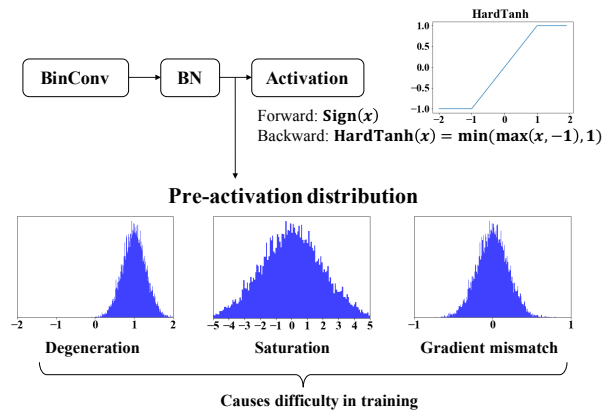 HardTanh
1.0
0.5
0.0
−0.5
−1.0
−2 −1 0 1 2
BinConv BN Activation
Forward: Sign(x)
Backward: HardTanh(x) = min(max(x, −1), 1)
Pre-activation distribution
−2 −1 0 1 2
−5 −4 −3 −2 −1 0 1 2 3 4 5
−1 0 1
Degeneration Saturation Gradient mismatch
Causes difficulty in training